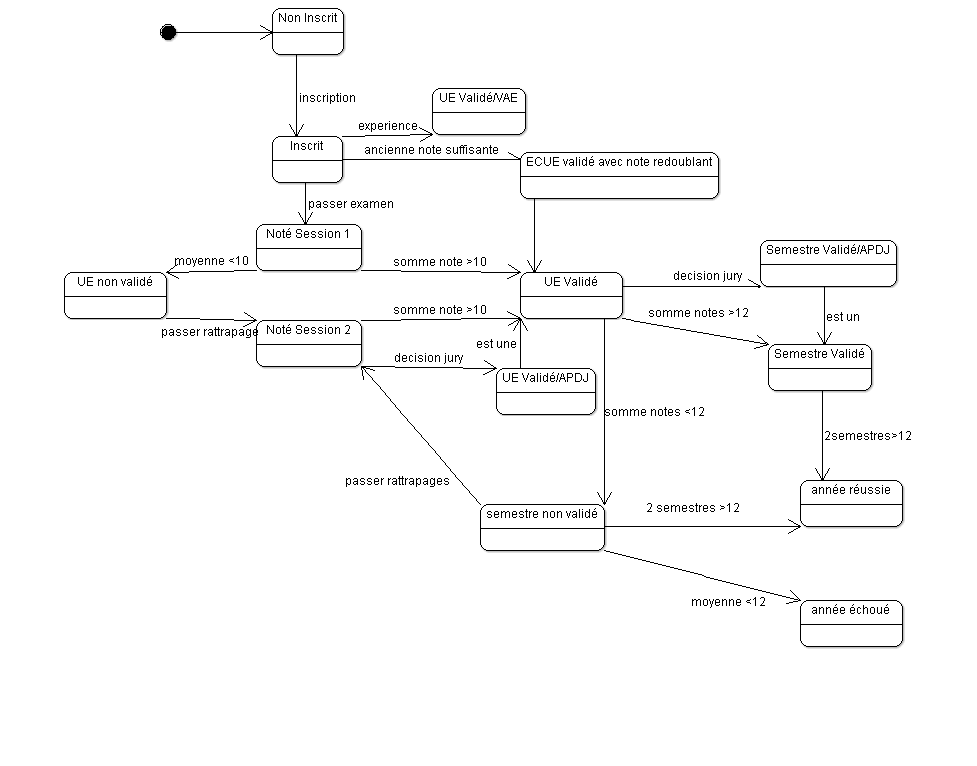 Non Inscrit
inscription
UE Validé/VAE
experience
Inscrit
ancienne note suffisante
ECUE validé avec note redoublant
passer examen
Noté Session 1
Semestre Validé/APDJ
moyenne <10
somme note >10
UE non validé
UE Validé
decision jury
somme note >10
somme notes >12
est un
passer rattrapage
Noté Session 2
est une
Semestre Validé
decision jury
UE Validé/APDJ
somme notes <12
2semestres>12
passer rattrapages
année réussie
semestre non validé
2 semestres >12
moyenne <12
année échoué